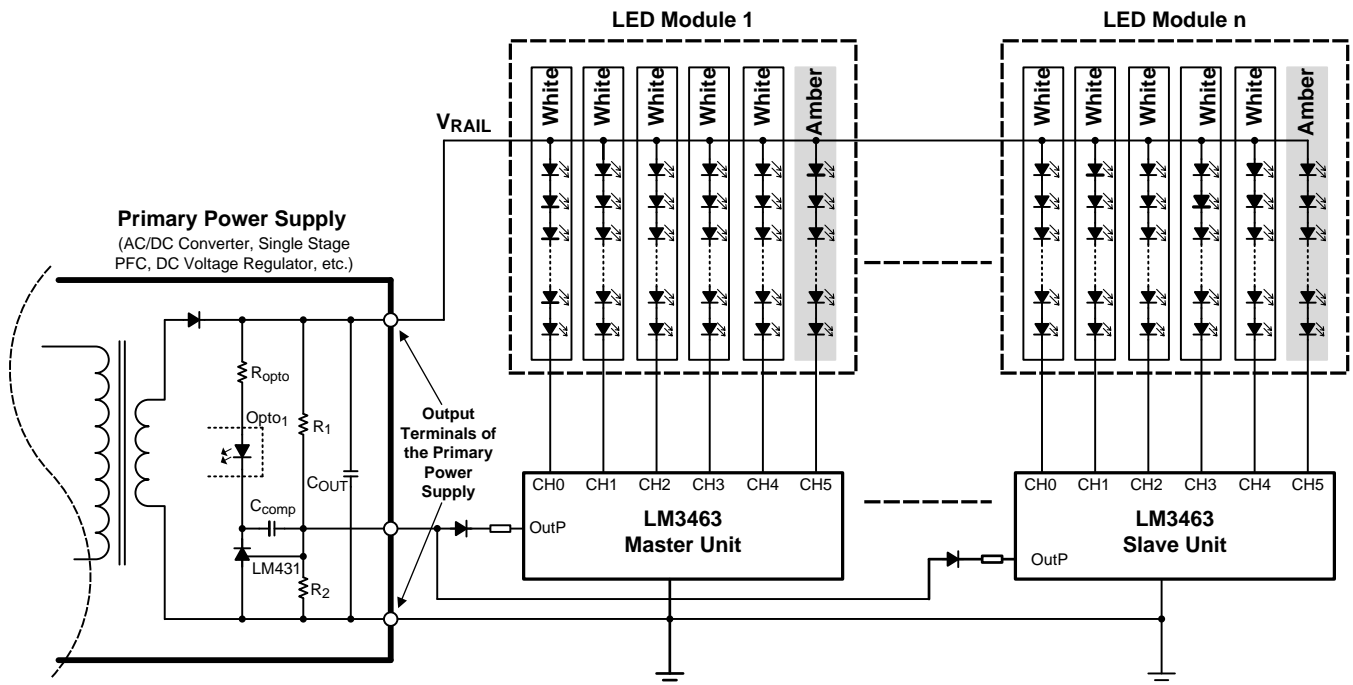 LED Module 1
LED Module n
White White White White White Amber
White White White White White Amber
VRAIL
Primary Power Supply
(AC/DC Converter, Single Stage
PFC, DC Voltage Regulator, etc.)
Ropto
Opto1
R1
Output
Terminals of
the Primary
Power
Supply
COUT
Ccomp
LM431
R2
CH0 CH1 CH2 CH3 CH4 CH5
OutP
LM3463
Master Unit
CH0 CH1 CH2 CH3 CH4 CH5
LM3463
Slave Unit
OutP